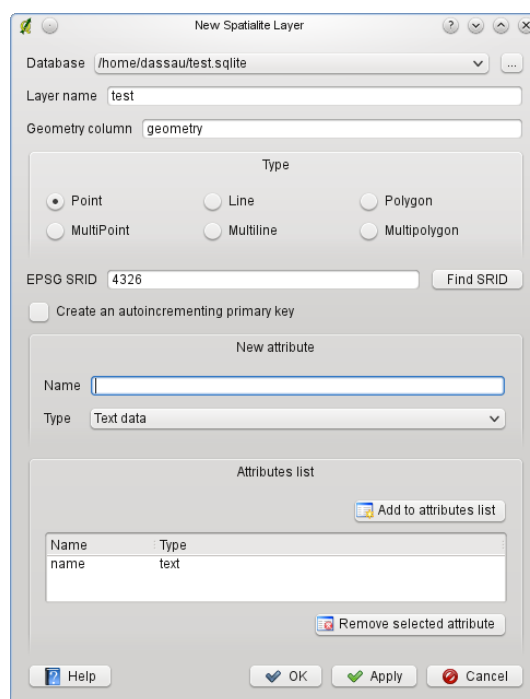 New Spatialite Layer
Database /home/dassau/test.sqlite ...
Layer name test
Geometry column geometry
Type
Point Line Polygon
MultiPoint Multiline Multipolygon
EPSG SRID 4326 Find SRID
Create an autoincrementing primary key
New attribute
Name
Type Text data
Attributes list
Add to attributes list
Name Type
name text
Remove selected attribute
Help OK Apply Cancel